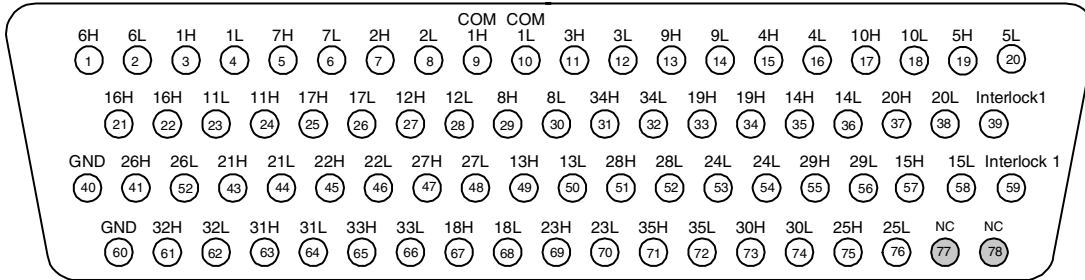 COM COM
6H 6L 1H 1L 7H 7L 2H 2L 1H 1L 3H 3L 9H 9L 4H 4L 10H 10L 5H 5L
1 2 3 4 5 6 7 8 9 10 11 12 13 14 15 16 17 18 19 20
16H 16H 11L 11H 17H 17L 12H 12L 8H 8L 34H 34L 19H 19H 14H 14L 20H 20L Interlock1
21 22 23 24 25 26 27 28 29 30 31 32 33 34 35 36 37 38 39
GND 26H 26L 21H 21L 22H 22L 27H 27L 13H 13L 28H 28L 24L 24L 29H 29L 15H 15L Interlock 1
40 41 52 43 44 45 46 47 48 49 50 51 52 53 54 55 56 57 58 59
GND 32H 32L 31H 31L 33H 33L 18H 18L 23H 23L 35H 35L 30H 30L 25H 25L NC NC
60 61 62 63 64 65 66 67 68 69 70 71 72 73 74 75 76 77 78